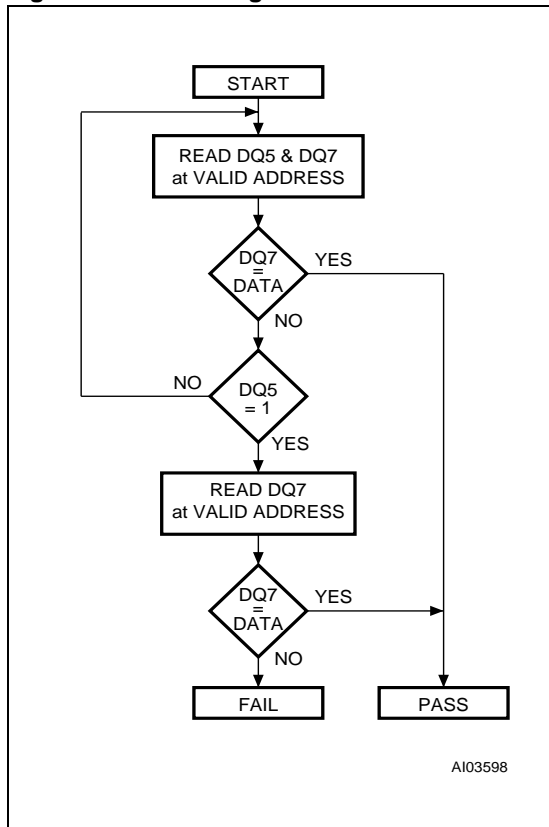 START
READ DQ5 & DQ7
at VALID ADDRESS
DQ7
=
DATA
YES
NO
NO
DQ5
= 1
YES
READ DQ7
at VALID ADDRESS
DQ7
=
DATA
YES
NO
FAIL
PASS
AI03598